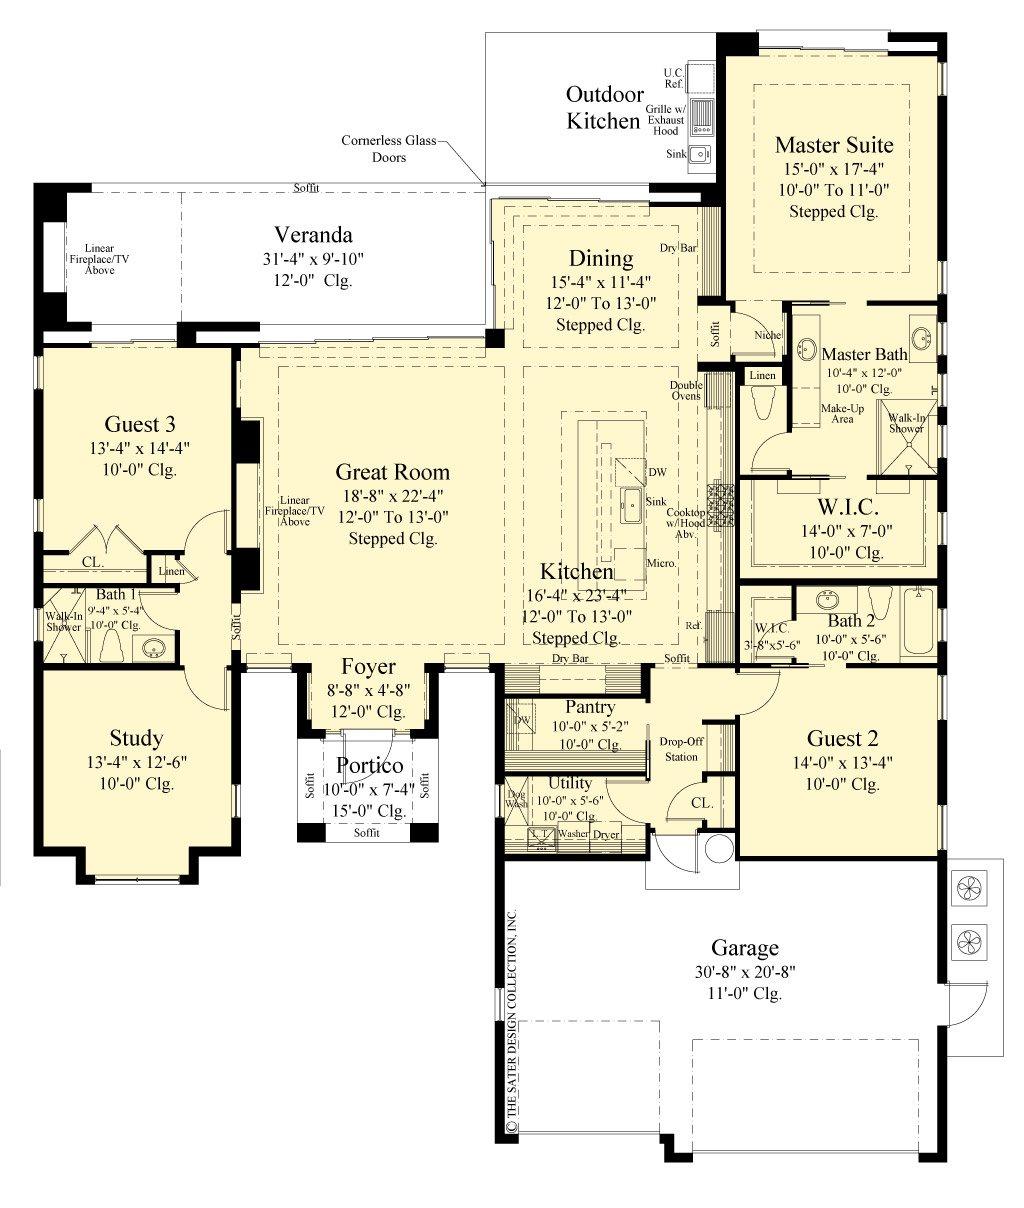 U.C.
Ref.
Outdoor
Kitchen
Grille w/
Exhaust
Hood
Sink
Cornerless Glass
Doors
Master Suite
15'-0" x 17'-4"
10'-0" To 11'-0"
Stepped Clg.
Soffit
Veranda
31'-4" x 9'-10"
12'-0" Clg.
Linear
Fireplace/TV
Above
Dining
15'-4" x 11'-4"
12'-0" To 13'-0"
Stepped Clg.
Dry Bar
Soffit
Niche
Master Bath
10'-4" x 12'-0"
10'-0" Clg.
Linen
Make-Up
Area
Walk-In
Shower
Double
Ovens
Guest 3
13'-4" x 14'-4"
10'-0" Clg.
Great Room
18'-8" x 22'-4"
12'-0" To 13'-0"
Stepped Clg.
Linear
Fireplace/TV
Above
DW
Sink
Cooktop
w/Hood
Abv.
Micro.
W.I.C.
14'-0" x 7'-0"
10'-0" Clg.
CL.
Linen
Kitchen
16'-4" x 23'-4"
12'-0" To 13'-0"
Stepped Clg.
Ref.
Bath 1
9'-4" x 5'-4"
10'-0" Clg.
Walk-In
Shower
Soffit
W.I.C.
3'-8"x5'-6"
Bath 2
10'-0" x 5'-6"
10'-0" Clg.
Dry Bar
Soffit
Foyer
8'-8" x 4'-8"
12'-0" Clg.
Pantry
10'-0" x 5'-2"
10'-0" Clg.
DW
Drop-Off
Station
Study
13'-4" x 12'-6"
10'-0" Clg.
Guest 2
14'-0" x 13'-4"
10'-0" Clg.
Portico
10'-0" x 7'-4"
15'-0" Clg.
Soffit
Soffit
Soffit
Utility
10'-0" x 5'-6"
10'-0" Clg.
Dog
Wash
L.T.
Washer
Dryer
CL.
Garage
30'-8" x 20'-8"
11'-0" Clg.
© THE SATER DESIGN COLLECTION, INC.